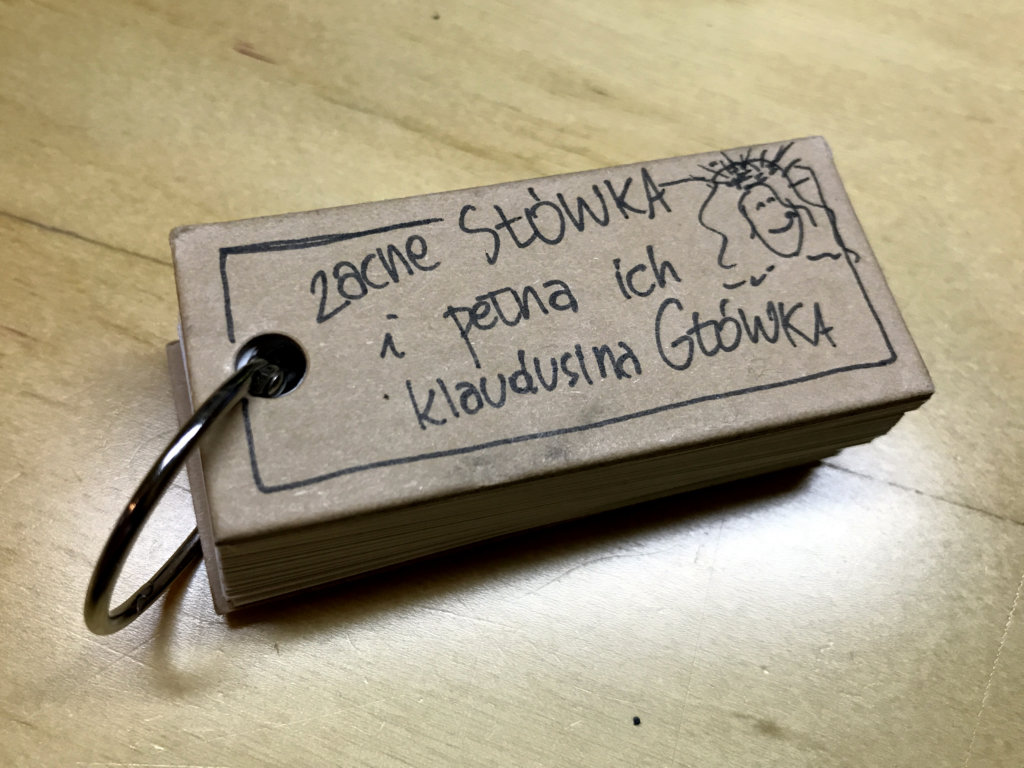 zacne SŁÓWKA
i pełna ich
klaudusina GŁÓWKA